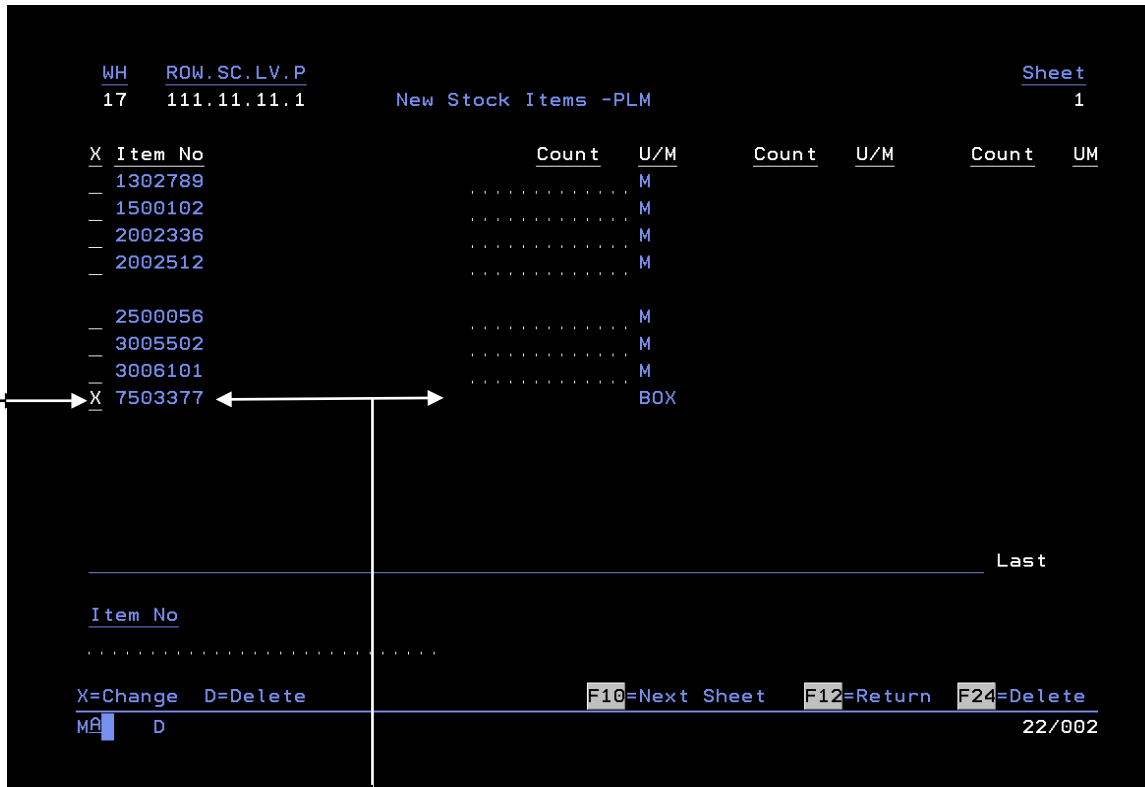 WH ROW.SC.LV.P Sheet
17 111.11.11.1 New Stock Items -PLM 1
X Item No Count U/M Count U/M Count UM
_ 1302789 ............. M
_ 1500102 ............. M
_ 2002336 ............. M
_ 2002512 ............. M
_ 2500056 ............. M
_ 3005502 ............. M
_ 3006101 ............. M
X 7503377 BOX
Last
Item No
............................
X=Change D=Delete F10=Next Sheet F12=Return F24=Delete
MA D 22/002